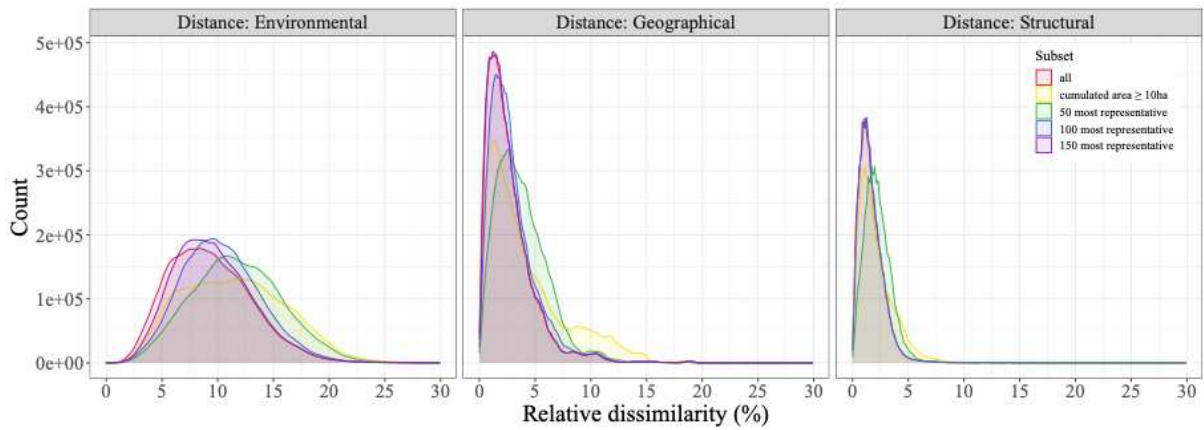 Distance: Environmental
Distance: Geographical
Distance: Structural
5e+05
4e+05
3e+05
2e+05
1e+05
0e+00
Count
Subset
all
cumulated area ≥ 10ha
50 most representative
100 most representative
150 most representative
0 5 10 15 20 25 30
0 5 10 15 20 25 30
0 5 10 15 20 25 30
Relative dissimilarity (%)